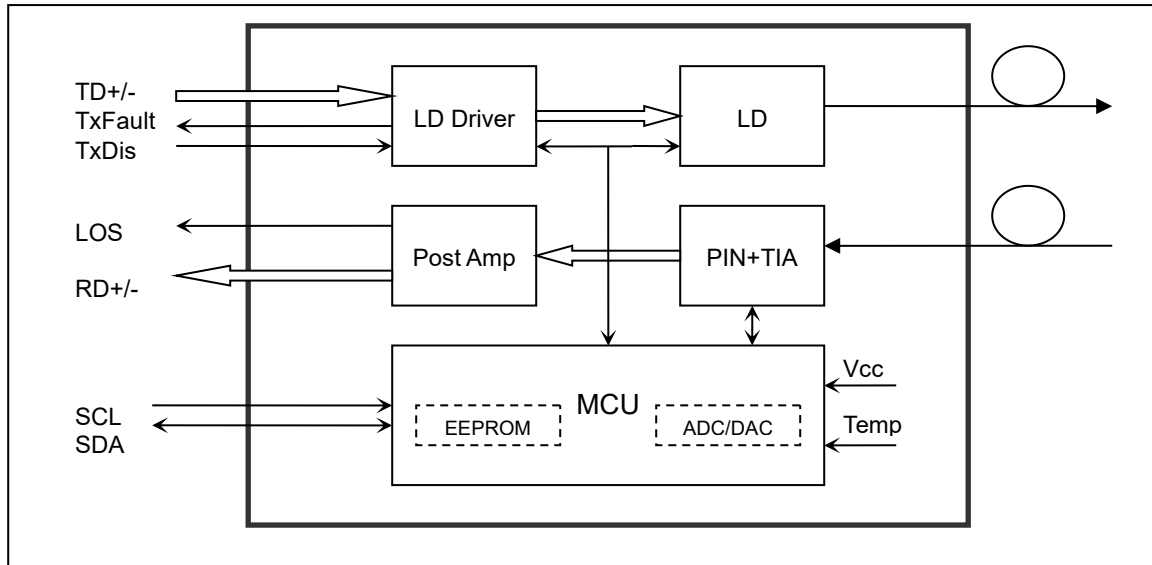 TD+/-
TxFault
TxDis
LD Driver
LD
LOS
RD+/-
Post Amp
PIN+TIA
SCL
SDA
MCU
EEPROM
ADC/DAC
Vcc
Temp